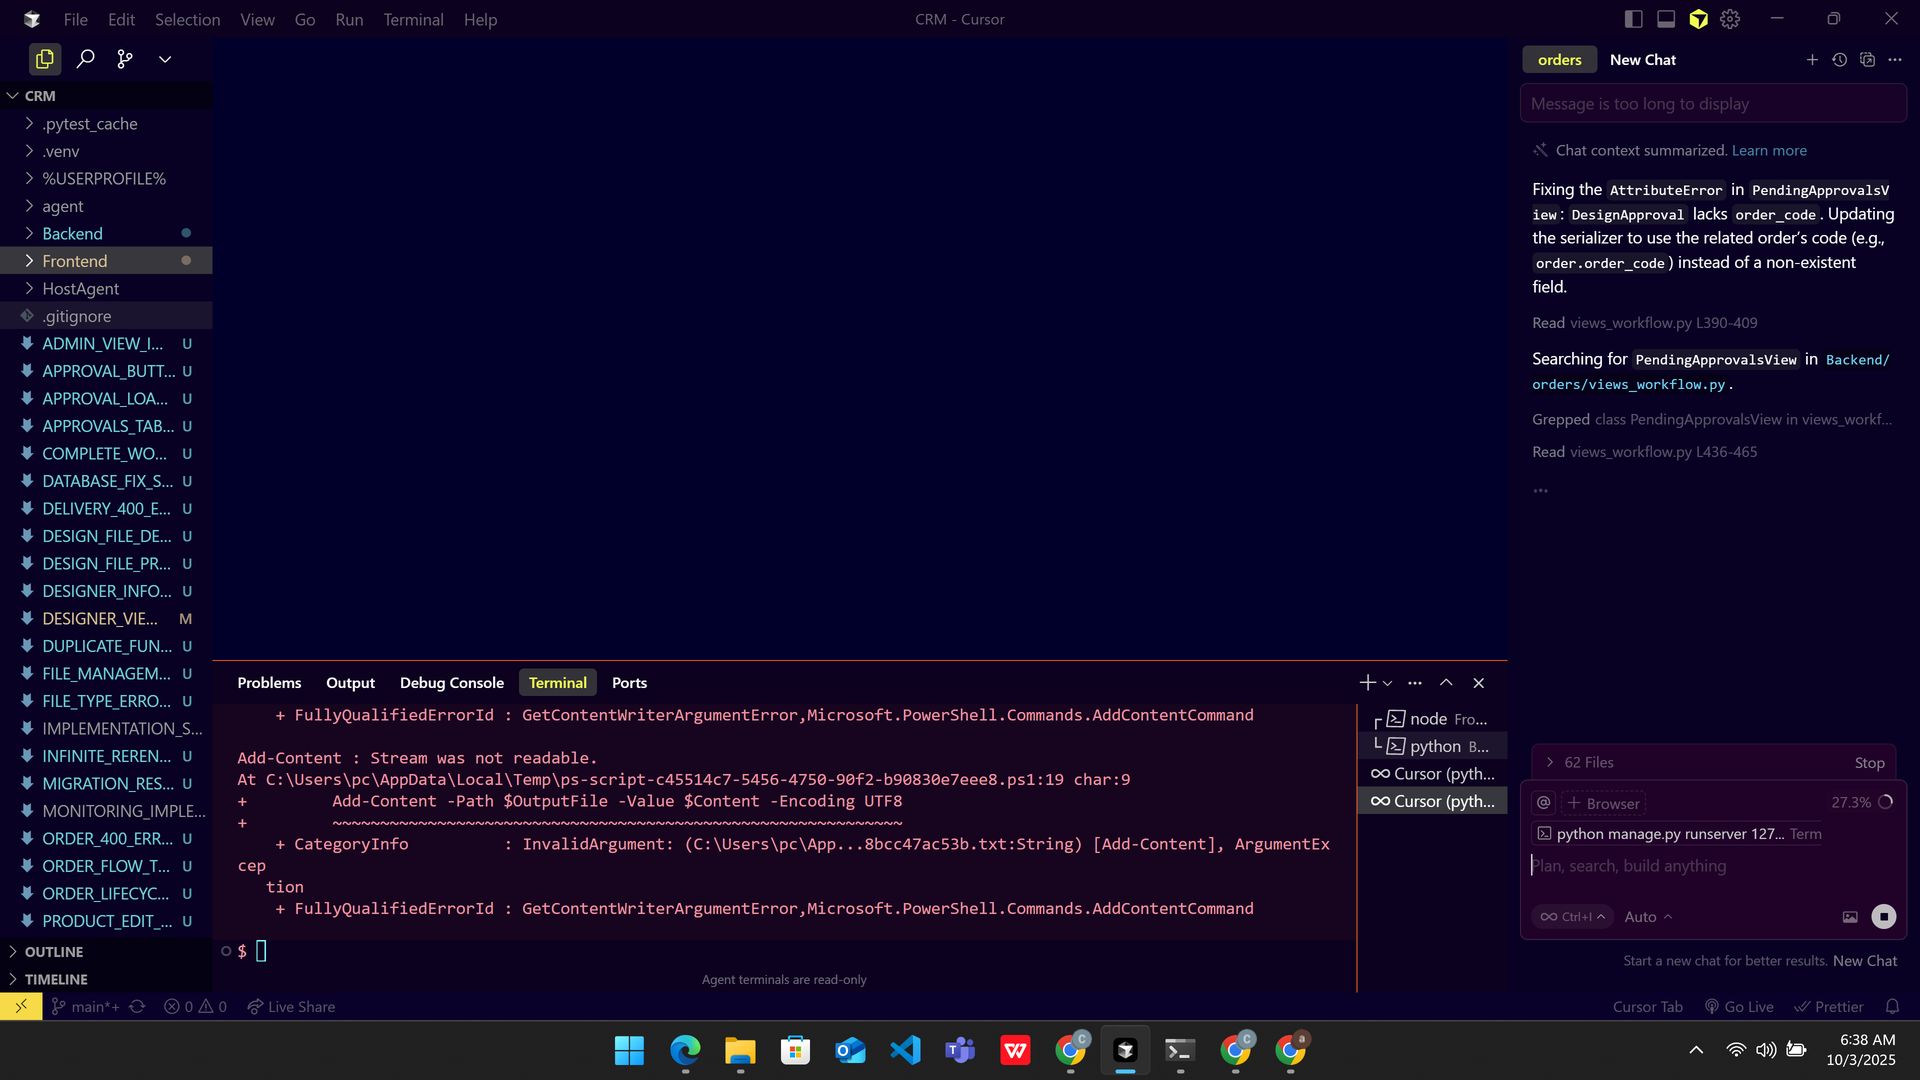 File Edit Selection View Go Run Terminal Help
CRM - Cursor
CRM
.pytest_cache
.venv
%USERPROFILE%
agent
Backend
Frontend
HostAgent
.gitignore
ADMIN_VIEW_I... U
APPROVAL_BUTT... U
APPROVAL_LOA... U
APPROVALS_TAB... U
COMPLETE_WO... U
DATABASE_FIX_S... U
DELIVERY_400_E... U
DESIGN_FILE_DE... U
DESIGN_FILE_PR... U
DESIGNER_INFO... U
DESIGNER_VIE... M
DUPLICATE_FUN... U
FILE_MANAGEM... U
FILE_TYPE_ERRO... U
IMPLEMENTATION_S...
INFINITE_REREN... U
MIGRATION_RES... U
MONITORING_IMPLE...
ORDER_400_ERR... U
ORDER_FLOW_T... U
ORDER_LIFECYC... U
PRODUCT_EDIT_... U
OUTLINE
TIMELINE
Problems Output Debug Console Terminal Ports
+ FullyQualifiedErrorId : GetContentWriterArgumentError,Microsoft.PowerShell.Commands.AddContentCommand
Add-Content : Stream was not readable.
At C:\Users\pc\AppData\Local\Temp\ps-script-c45514c7-5456-4750-90f2-b90830e7eee8.ps1:19 char:9
+         Add-Content -Path $OutputFile -Value $Content -Encoding UTF8
+         ~~~~~~~~~~~~~~~~~~~~~~~~~~~~~~~~~~~~~~~~~~~~~~~~~~~~~~~~~~~~
+ CategoryInfo          : InvalidArgument: (C:\Users\pc\App...8bcc47ac53b.txt:String) [Add-Content], ArgumentEx
cep
tion
+ FullyQualifiedErrorId : GetContentWriterArgumentError,Microsoft.PowerShell.Commands.AddContentCommand
$
Agent terminals are read-only
node Fro...
python B...
Cursor (pyth...
Cursor (pyth...
orders New Chat
Message is too long to display
Chat context summarized. Learn more
Fixing the AttributeError in PendingApprovalsV
iew: DesignApproval lacks order_code. Updating
the serializer to use the related order’s code (e.g.,
order.order_code) instead of a non-existent
field.
Read views_workflow.py L390-409
Searching for PendingApprovalsView in Backend/
orders/views_workflow.py.
Grepped class PendingApprovalsView in views_workf...
Read views_workflow.py L436-465
...
62 Files Stop
@ + Browser 27.3%
python manage.py runserver 127... Term
Plan, search, build anything
∞ Ctrl+I Auto
Start a new chat for better results. New Chat
main*+ 0 0 Live Share
Cursor Tab Go Live Prettier
6:38 AM
10/3/2025